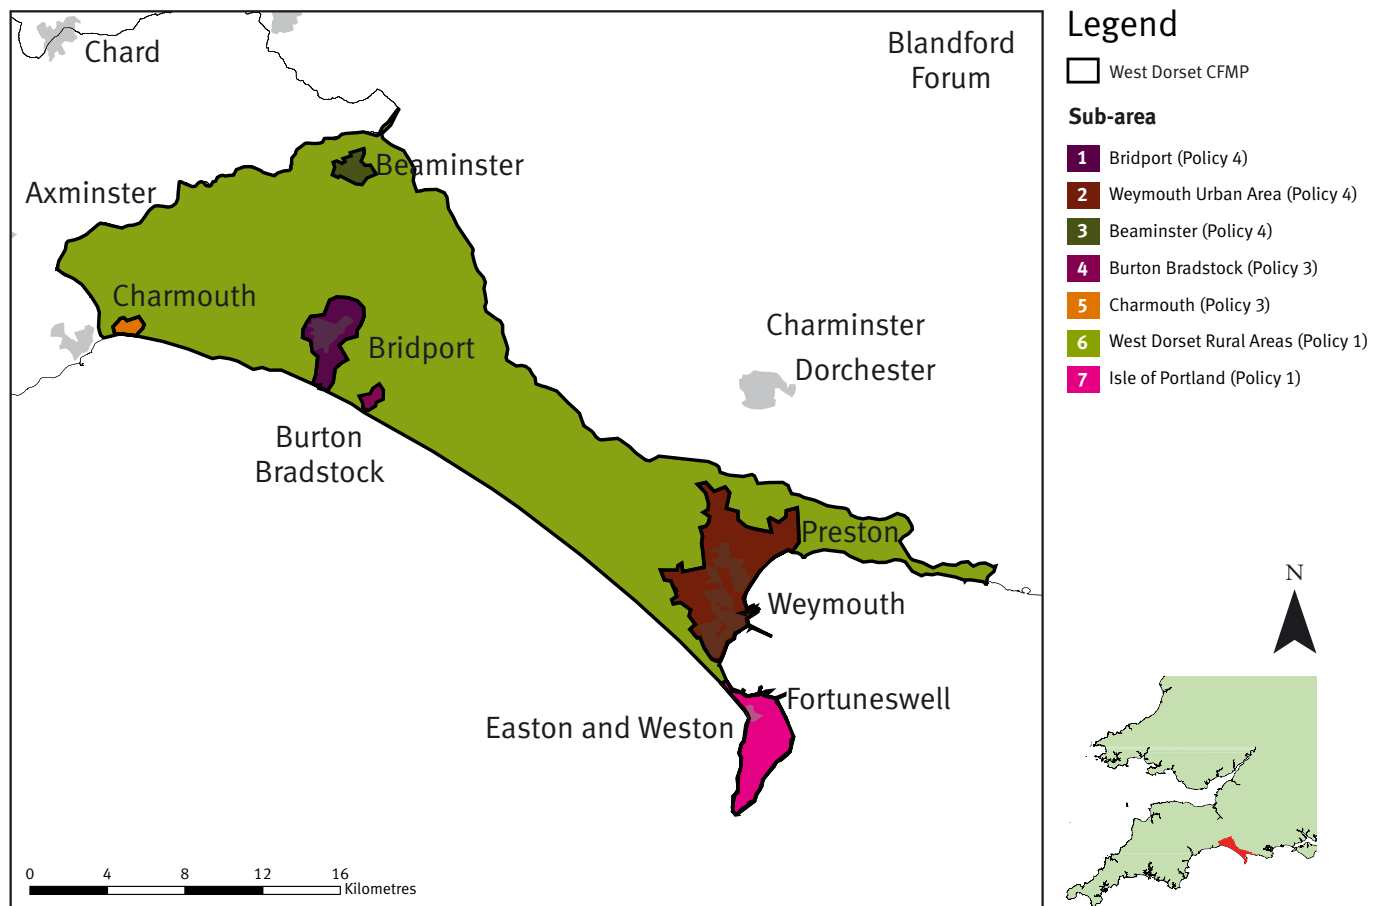 Chard
Blandford
Forum
Beaminster
Axminster
Charmouth
Bridport
Charminster
Dorchester
Burton
Bradstock
Preston
Weymouth
Fortuneswell
Easton and Weston
0 4 8 12 16
Kilometres
Legend
West Dorset CFMP
Sub-area
1 Bridport (Policy 4)
2 Weymouth Urban Area (Policy 4)
3 Beaminster (Policy 4)
4 Burton Bradstock (Policy 3)
5 Charmouth (Policy 3)
6 West Dorset Rural Areas (Policy 1)
7 Isle of Portland (Policy 1)
N